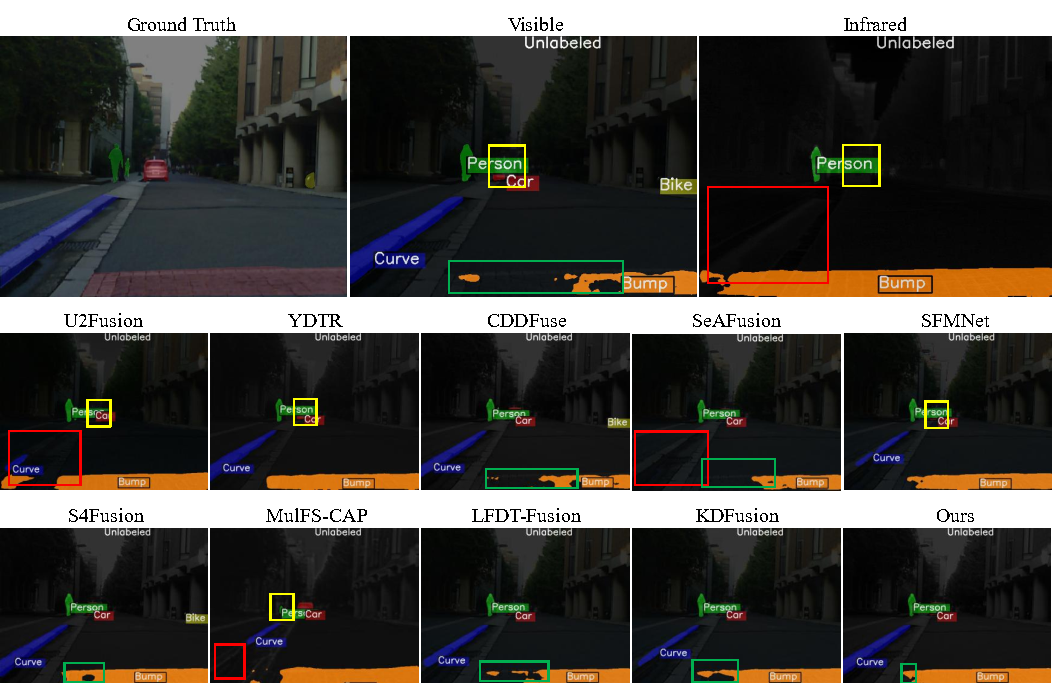 Ground Truth
Visible
Infrared
Unlabeled
Person
Car
Bike
Curve
Bump
Unlabeled
Person
Bump
U2Fusion
YDTR
CDDFuse
SeAFusion
SFMNet
Unlabeled
Car
Curve
Bump
Unlabeled
Person
Car
Curve
Bump
Unlabeled
Person
Car
Bike
Curve
Bump
Unlabeled
Person
Car
Bump
Unlabeled
Person
Car
Curve
Bump
S4Fusion
MulFS-CAP
LFDT-Fusion
KDFusion
Ours
Unlabeled
Person
Car
Bike
Curve
Bump
Unlabeled
Car
Curve
Unlabeled
Person
Car
Curve
Bump
Unlabeled
Person
Car
Curve
Bump
Unlabeled
Person
Car
Curve
Bump